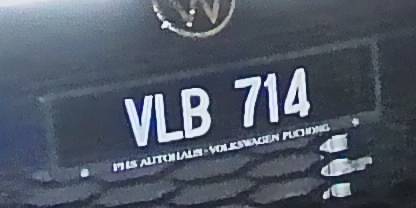 VLB 714
PHS AUTOHAUS - VOLKSWAGEN PUCHONG